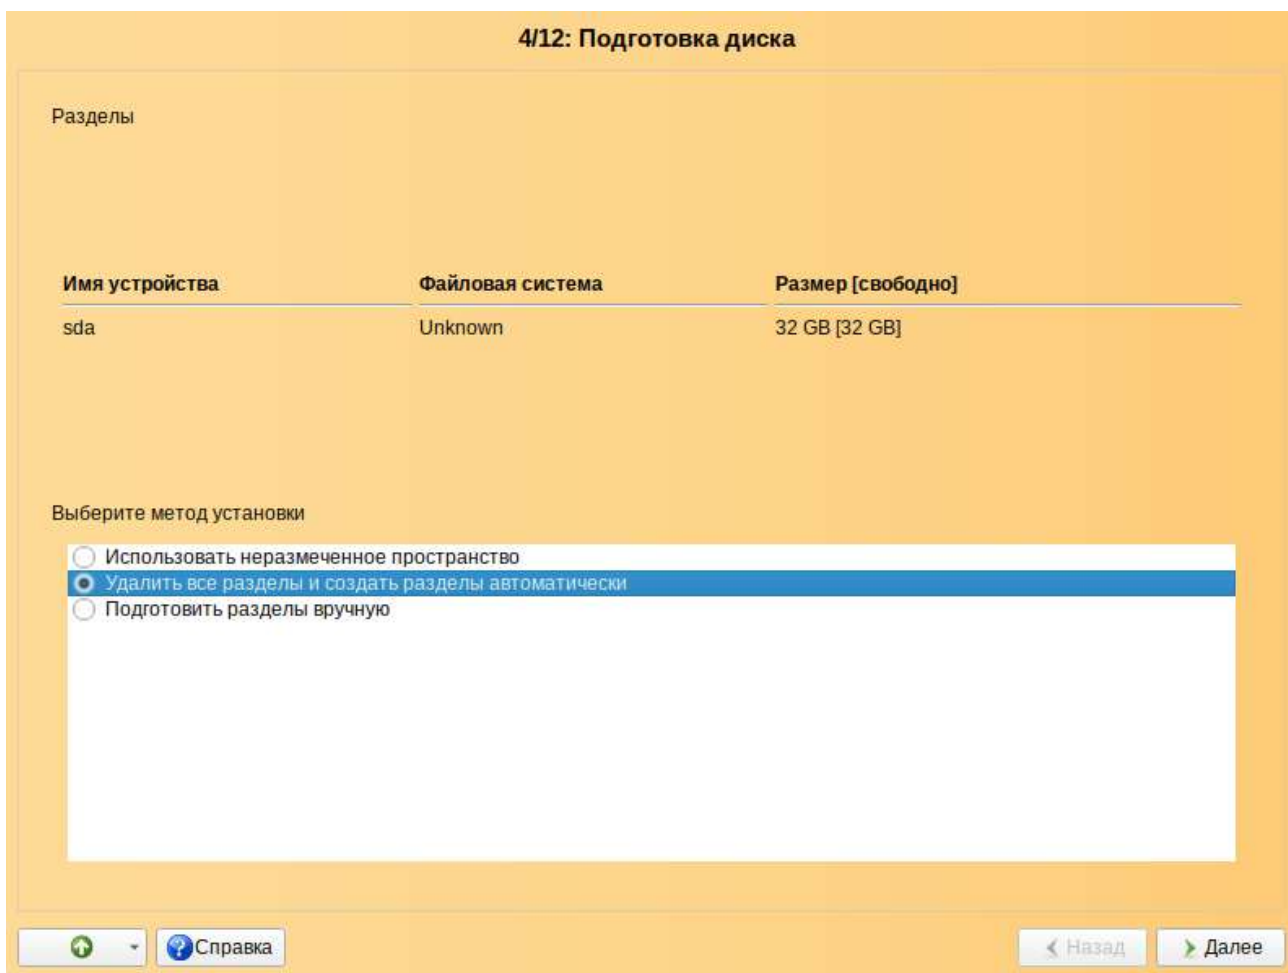 4/12: Подготовка диска
Разделы
Имя устройства Файловая система Размер [свободно]
sda Unknown 32 GB [32 GB]
Выберите метод установки
Использовать неразмеченное пространство
Удалить все разделы и создать разделы автоматически
Подготовить разделы вручную
Справка Назад Далее